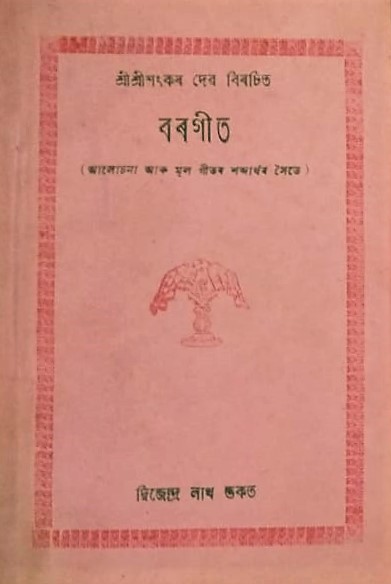 শ্ৰীশ্ৰীশংকৰ দেৱ বিৰচিত
বৰগীত
( আলোচনা আৰু মূল গীতৰ শব্দাৰ্থৰ সৈতে )
দ্বিজেন্দ্ৰ নাথ ভকত